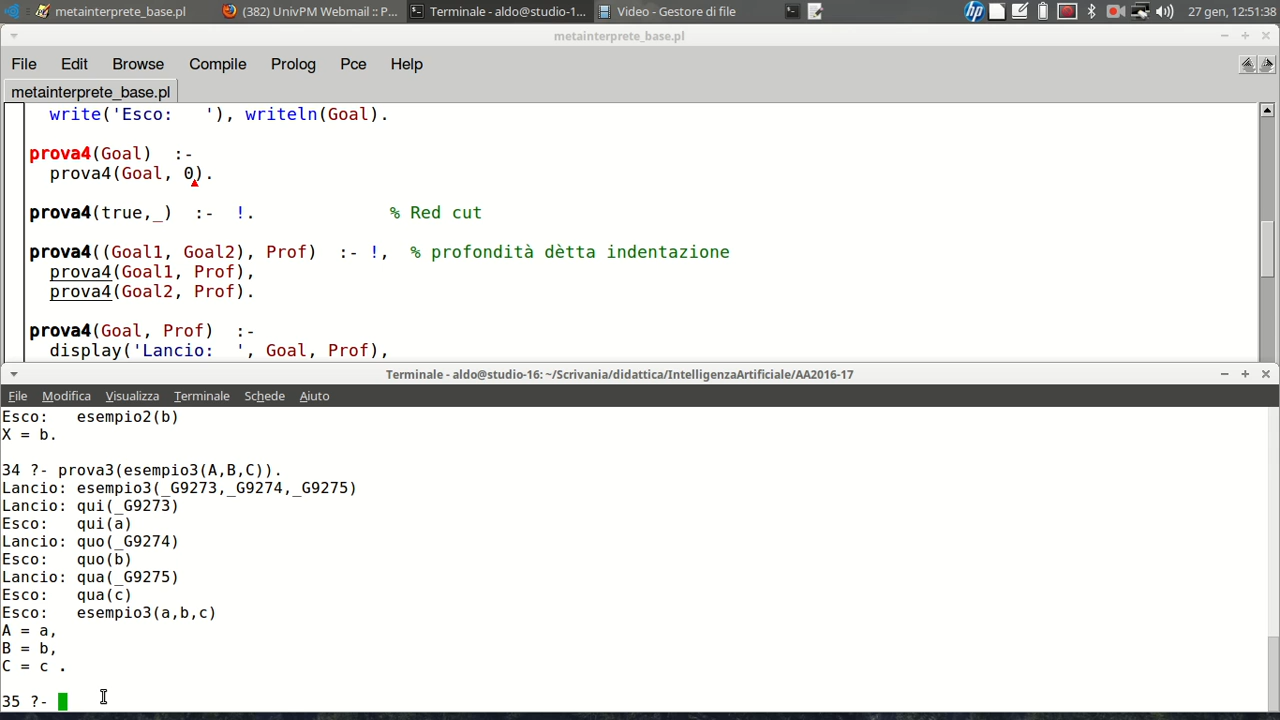 metainterprete_base.pl
(382) UnivPM Webmail :: P...
Terminale - aldo@studio-1...
Video - Gestore di file
27 gen, 12:51:38
metainterprete_base.pl
File Edit Browse Compile Prolog Pce Help
metainterprete_base.pl
write('Esco:   '), writeln(Goal).
prova4(Goal)  :-
prova4(Goal, 0).
prova4(true,_)  :-  !.             % Red cut
prova4((Goal1, Goal2), Prof)  :- !,  % profondità dètta indentazione
prova4(Goal1, Prof),
prova4(Goal2, Prof).
prova4(Goal, Prof)  :-
display('Lancio:  ', Goal, Prof),
Terminale - aldo@studio-16: ~/Scrivania/didattica/IntelligenzaArtificiale/AA2016-17
File Modifica Visualizza Terminale Schede Aiuto
Esco:   esempio2(b)
X = b.
34 ?- prova3(esempio3(A,B,C)).
Lancio: esempio3(_G9273,_G9274,_G9275)
Lancio: qui(_G9273)
Esco:   qui(a)
Lancio: quo(_G9274)
Esco:   quo(b)
Lancio: qua(_G9275)
Esco:   qua(c)
Esco:   esempio3(a,b,c)
A = a,
B = b,
C = c .
35 ?-